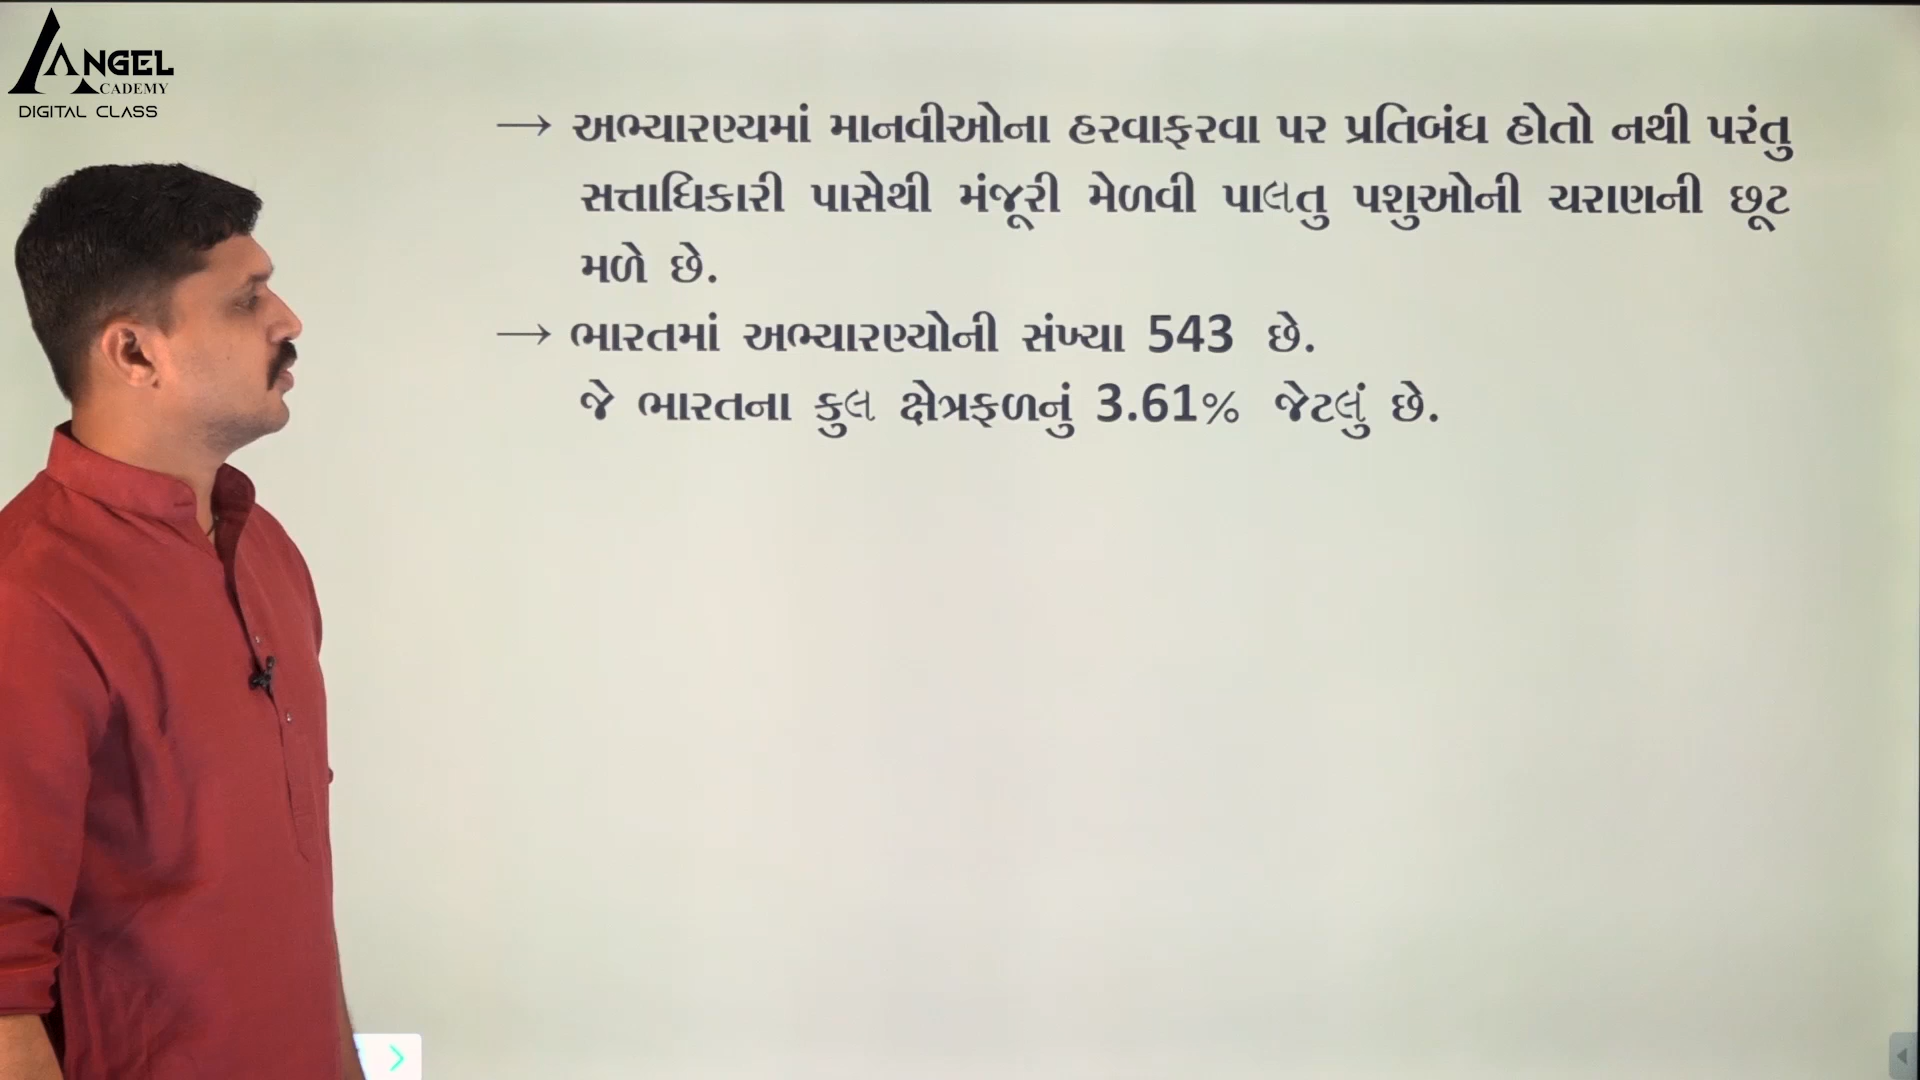 ANGEL
ACADEMY
DIGITAL CLASS
→ અભ્યારણ્યમાં માનવીઓના હરવાફરવા પર પ્રતિબંધ હોતો નથી પરંતુ
સત્તાધિકારી પાસેથી મંજૂરી મેળવી પાલતુ પશુઓની ચરાણની છૂટ
મળે છે.
→ ભારતમાં અભ્યારણ્યોની સંખ્યા 543 છે.
જે ભારતના કુલ ક્ષેત્રફળનું 3.61% જેટલું છે.